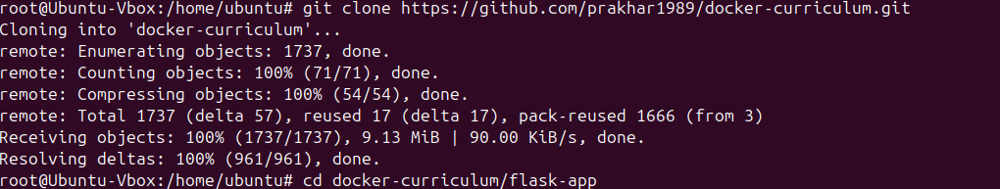 root@Ubuntu-Vbox:/home/ubuntu# git clone https://github.com/prakhar1989/docker-curriculum.git
Cloning into 'docker-curriculum'...
remote: Enumerating objects: 1737, done.
remote: Counting objects: 100% (71/71), done.
remote: Compressing objects: 100% (54/54), done.
remote: Total 1737 (delta 57), reused 17 (delta 17), pack-reused 1666 (from 3)
Receiving objects: 100% (1737/1737), 9.13 MiB | 90.00 KiB/s, done.
Resolving deltas: 100% (961/961), done.
root@Ubuntu-Vbox:/home/ubuntu# cd docker-curriculum/flask-app